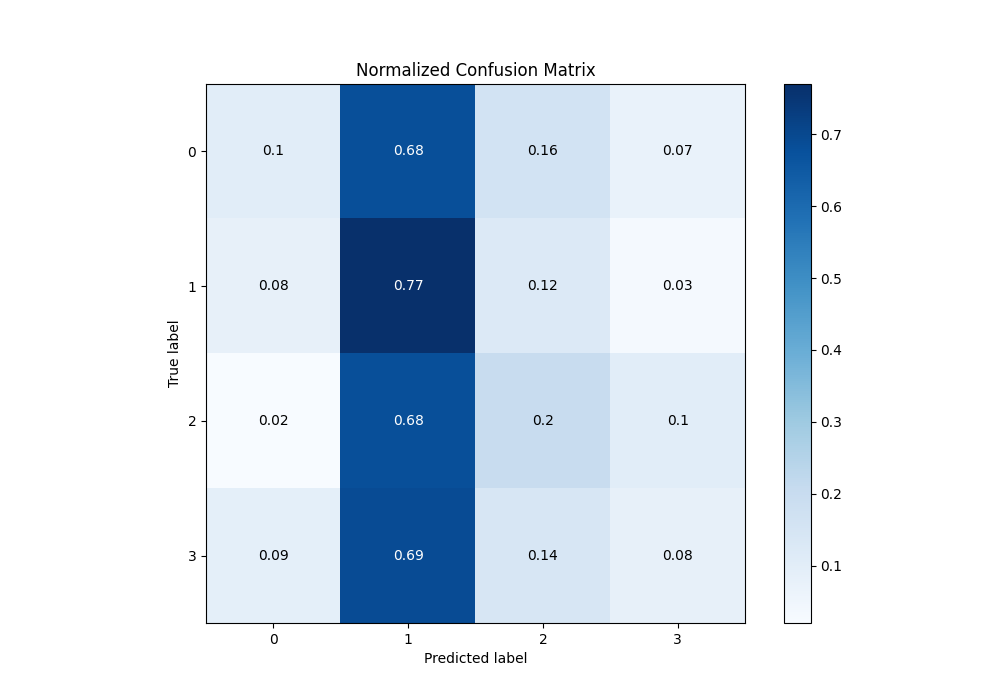 Normalized Confusion Matrix
True label
0 0.1 0.68 0.16 0.07
1 0.08 0.77 0.12 0.03
2 0.02 0.68 0.2 0.1
3 0.09 0.69 0.14 0.08
0 1 2 3
Predicted label
0.7
0.6
0.5
0.4
0.3
0.2
0.1